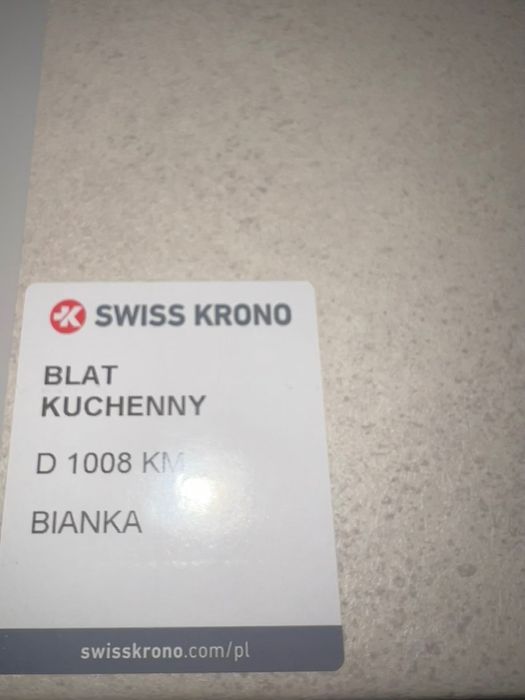 SWISS KRONO
BLAT
KUCHENNY
D 1008 KM
BIANKA
swisskrono.com/pl